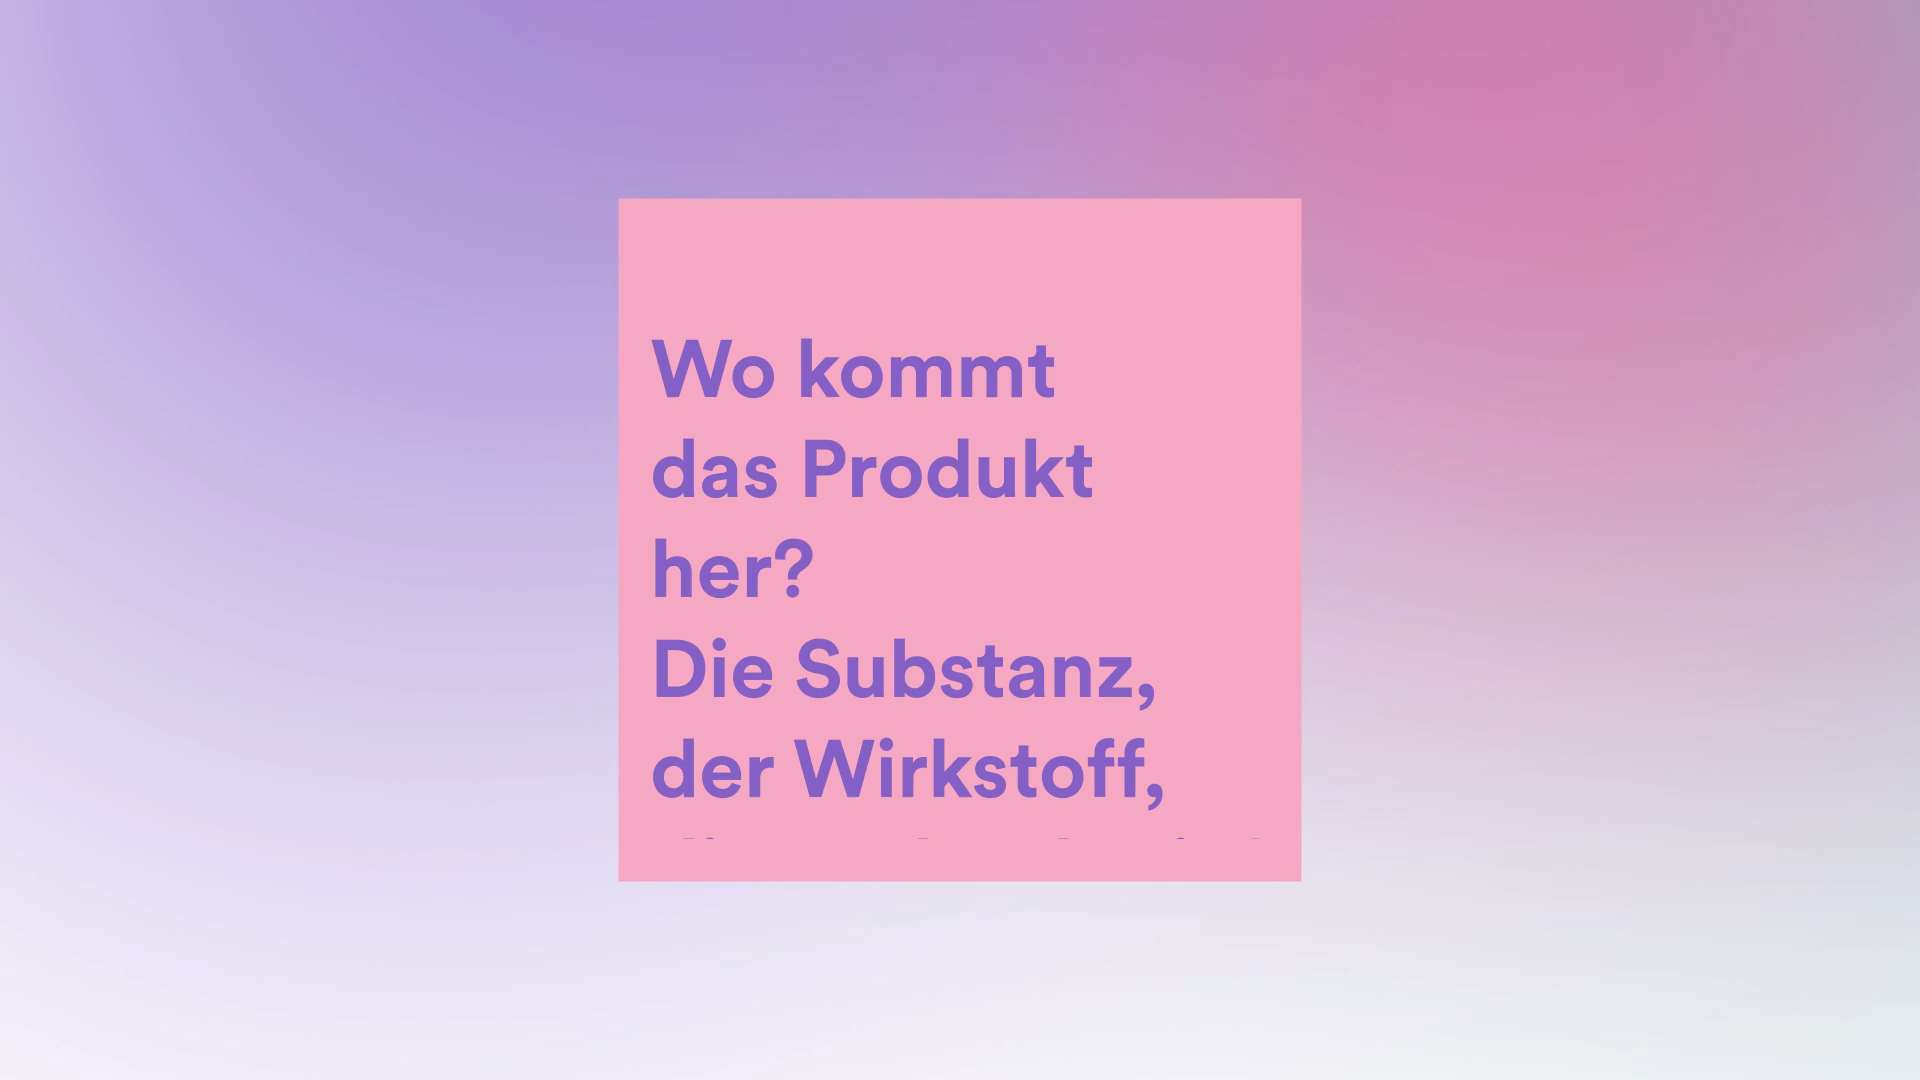 Wo kommt
das Produkt
her?
Die Substanz,
der Wirkstoff,